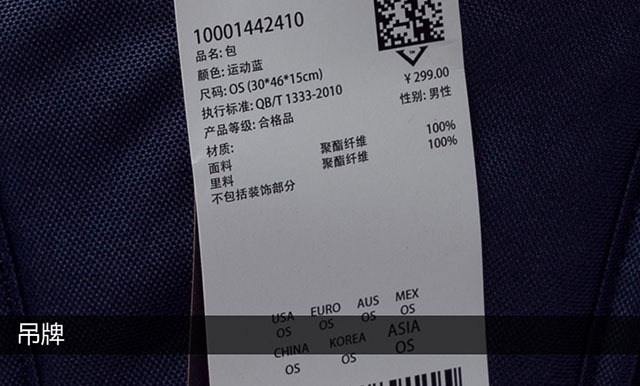 10001442410
品名: 包
颜色: 运动蓝
尺码: OS (30*46*15cm)
¥ 299.00
执行标准: QB/T 1333-2010
性别: 男性
产品等级: 合格品
材质:
面料 聚酯纤维 100%
里料 聚酯纤维 100%
不包括装饰部分
USA OS
EURO OS
AUS OS
MEX
CHINA OS
KOREA OS
ASIA OS
吊牌